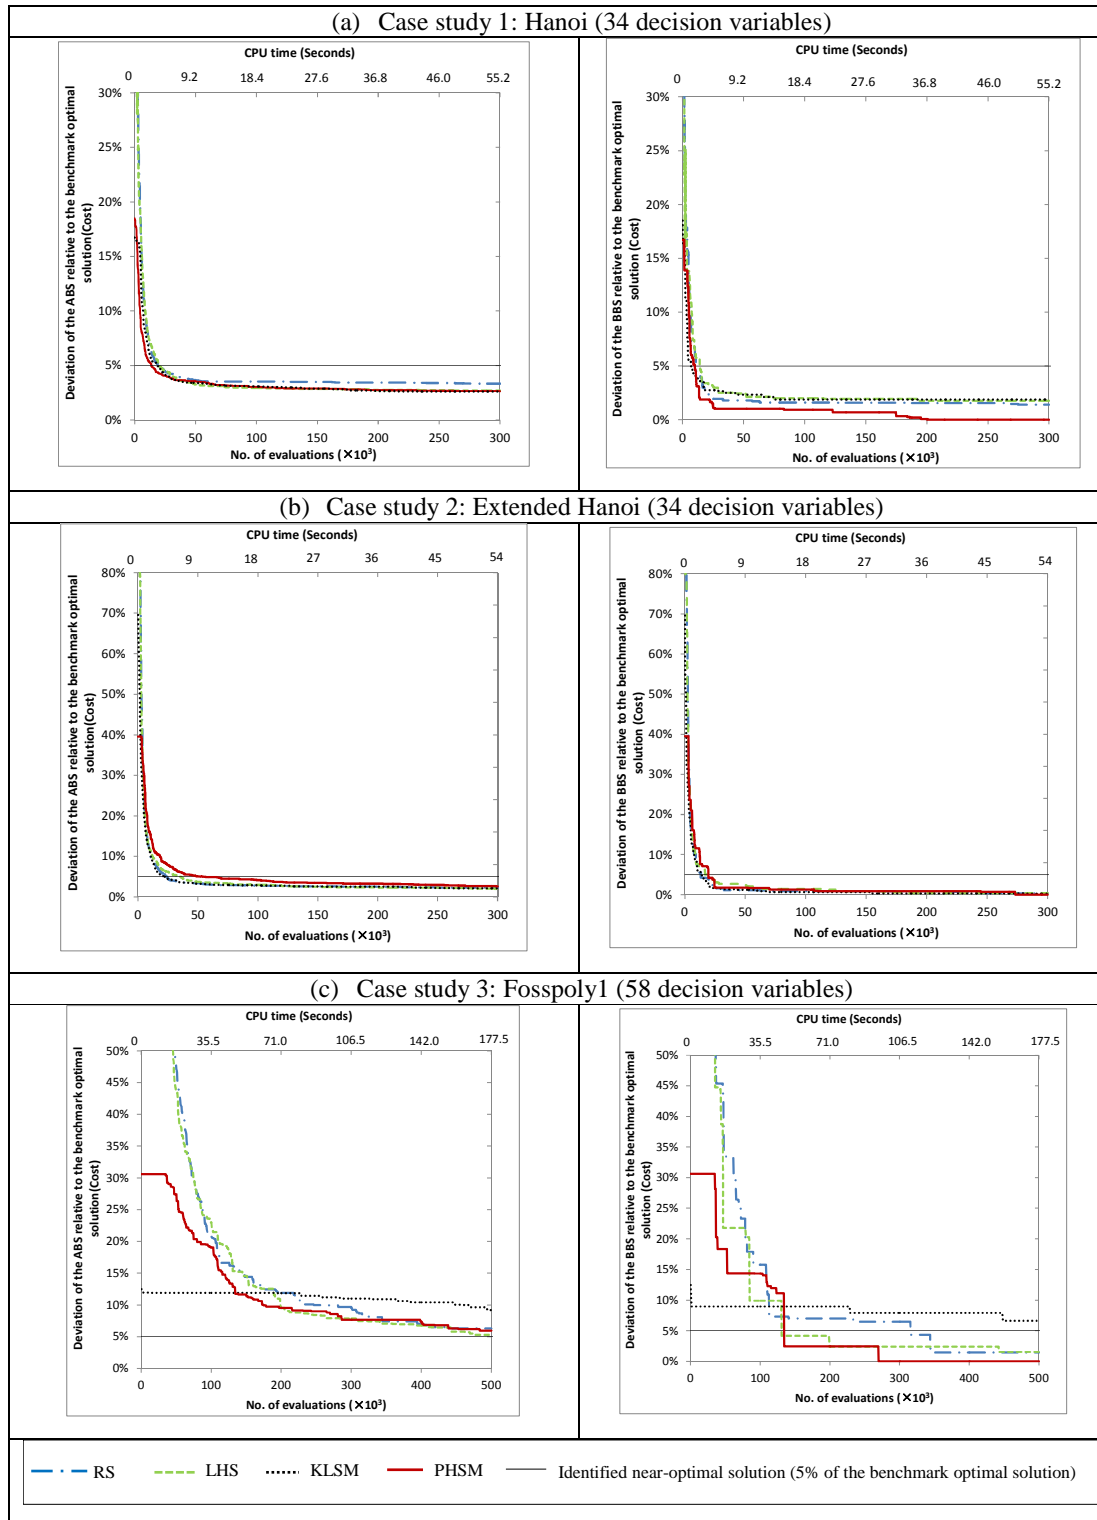 (a) Case study 1: Hanoi (34 decision variables)
CPU time (Seconds)
0 9.2 18.4 27.6 36.8 46.0 55.2
30%
25%
20%
15%
10%
5%
0%
0 50 100 150 200 250 300
No. of evaluations (×10³)
Deviation of the ABS relative to the benchmark optimal
solution(Cost)
CPU time (Seconds)
0 9.2 18.4 27.6 36.8 46.0 55.2
30%
25%
20%
15%
10%
5%
0%
0 50 100 150 200 250 300
No. of evaluations (×10³)
Deviation of the BBS relative to the benchmark optimal
solution (Cost)
(b) Case study 2: Extended Hanoi (34 decision variables)
CPU time (Seconds)
0 9 18 27 36 45 54
80%
70%
60%
50%
40%
30%
20%
10%
0%
0 50 100 150 200 250 300
No. of evaluations (×10³)
Deviation of the ABS relative to the benchmark optimal
solution(Cost)
CPU time (Seconds)
0 9 18 27 36 45 54
80%
70%
60%
50%
40%
30%
20%
10%
0%
0 50 100 150 200 250 300
No. of evaluations (×10³)
Deviation of the BBS relative to the benchmark optimal
solution (Cost)
(c) Case study 3: Fosspoly1 (58 decision variables)
CPU time (Seconds)
0 35.5 71.0 106.5 142.0 177.5
50%
45%
40%
35%
30%
25%
20%
15%
10%
5%
0%
0 100 200 300 400 500
No. of evaluations (×10³)
Deviation of the ABS relative to the benchmark optimal
solution(Cost)
CPU time (Seconds)
0 35.5 71.0 106.5 142.0 177.5
50%
45%
40%
35%
30%
25%
20%
15%
10%
5%
0%
0 100 200 300 400 500
No. of evaluations (×10³)
Deviation of the BBS relative to the benchmark optimal
solution (Cost)
RS LHS KLSM PHSM Identified near-optimal solution (5% of the benchmark optimal solution)